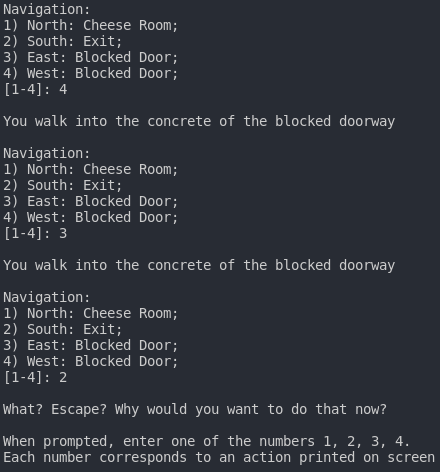 Navigation:
1) North: Cheese Room;
2) South: Exit;
3) East: Blocked Door;
4) West: Blocked Door;
[1-4]: 4
You walk into the concrete of the blocked doorway
Navigation:
1) North: Cheese Room;
2) South: Exit;
3) East: Blocked Door;
4) West: Blocked Door;
[1-4]: 3
You walk into the concrete of the blocked doorway
Navigation:
1) North: Cheese Room;
2) South: Exit;
3) East: Blocked Door;
4) West: Blocked Door;
[1-4]: 2
What? Escape? Why would you want to do that now?
When prompted, enter one of the numbers 1, 2, 3, 4.
Each number corresponds to an action printed on screen